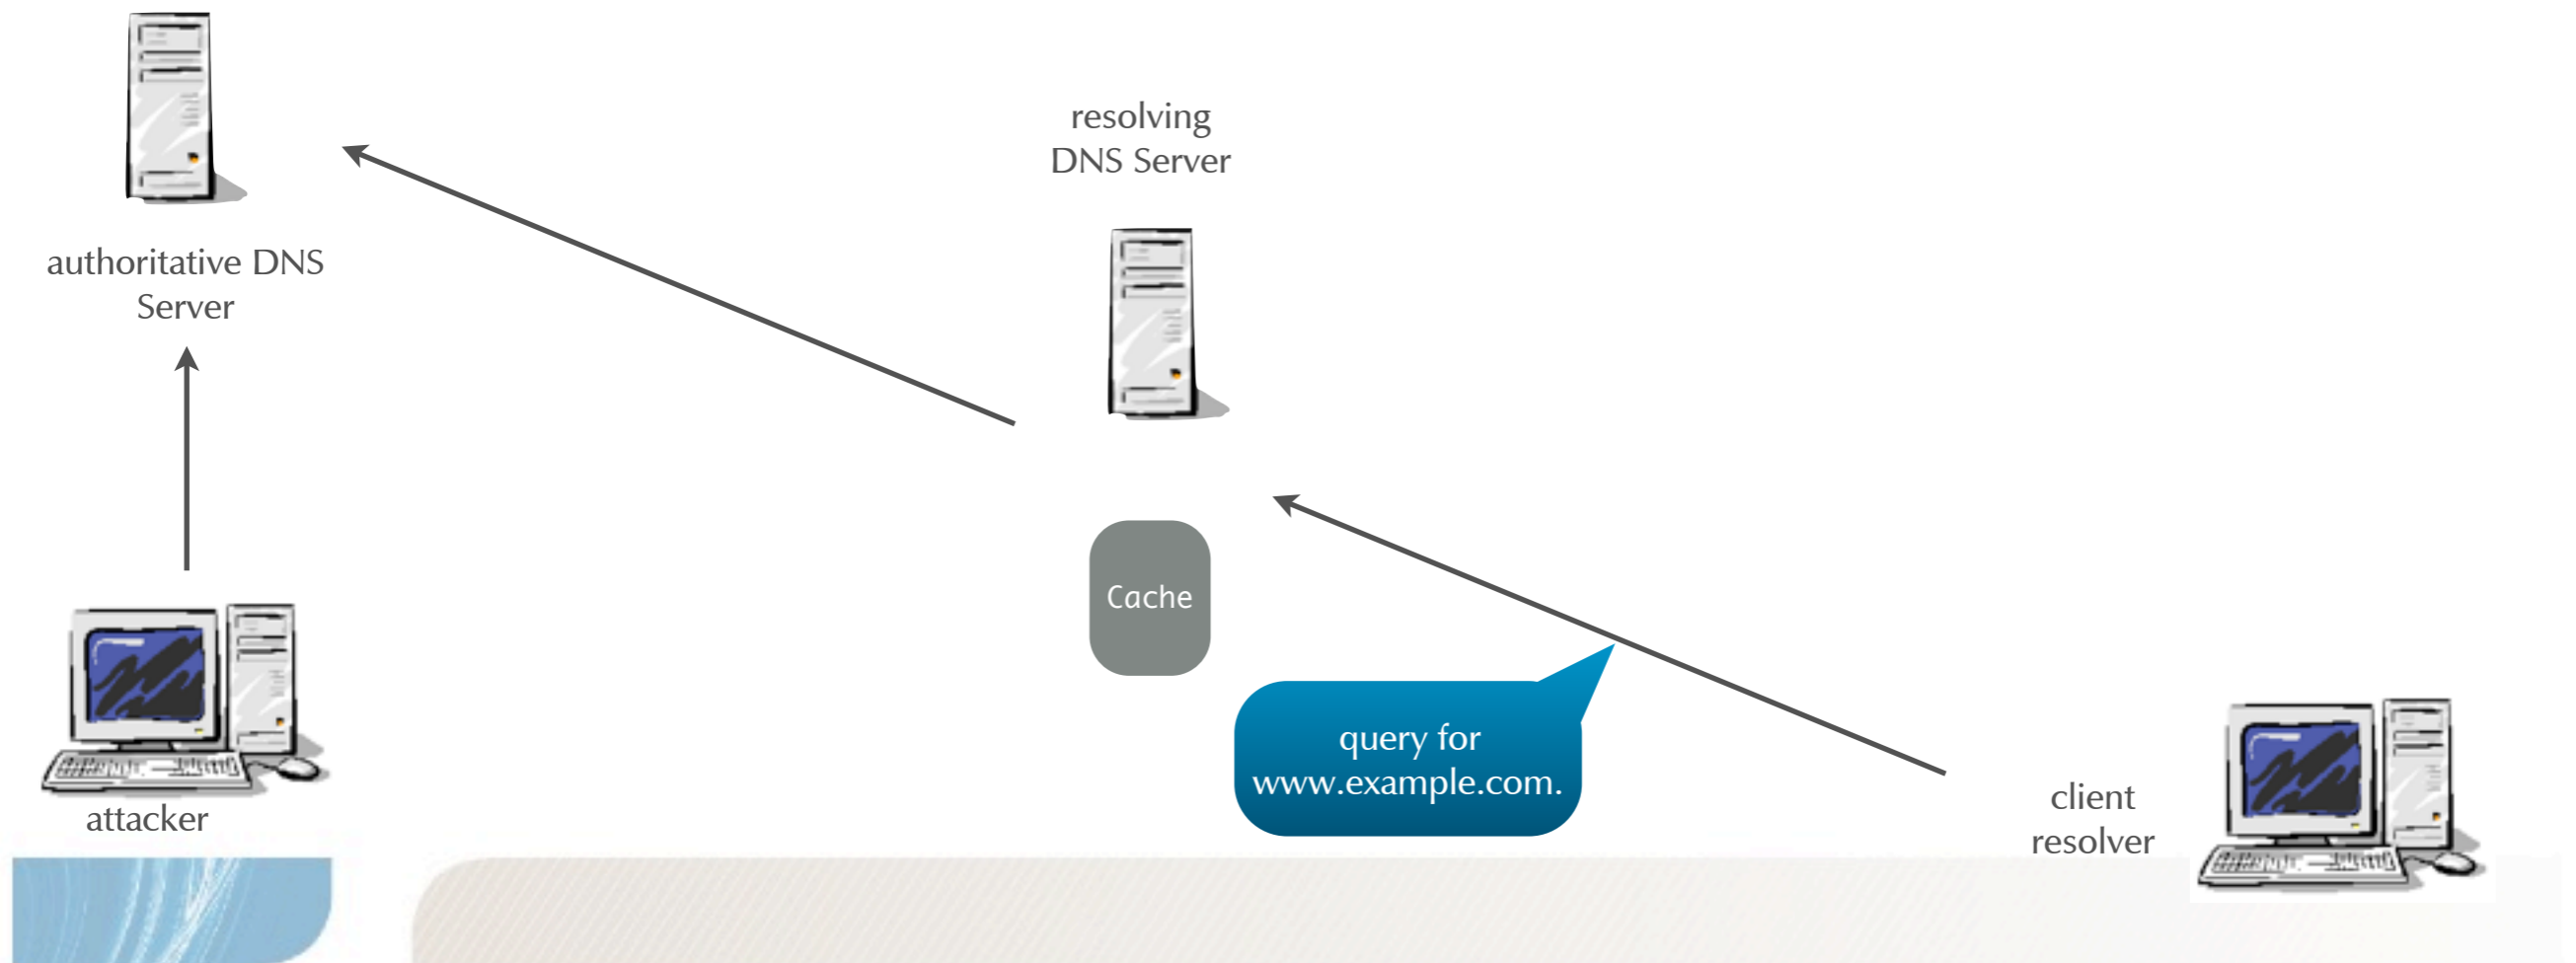 resolving
DNS Server
authoritative DNS
Server
Cache
query for
www.example.com.
client
resolver
attacker